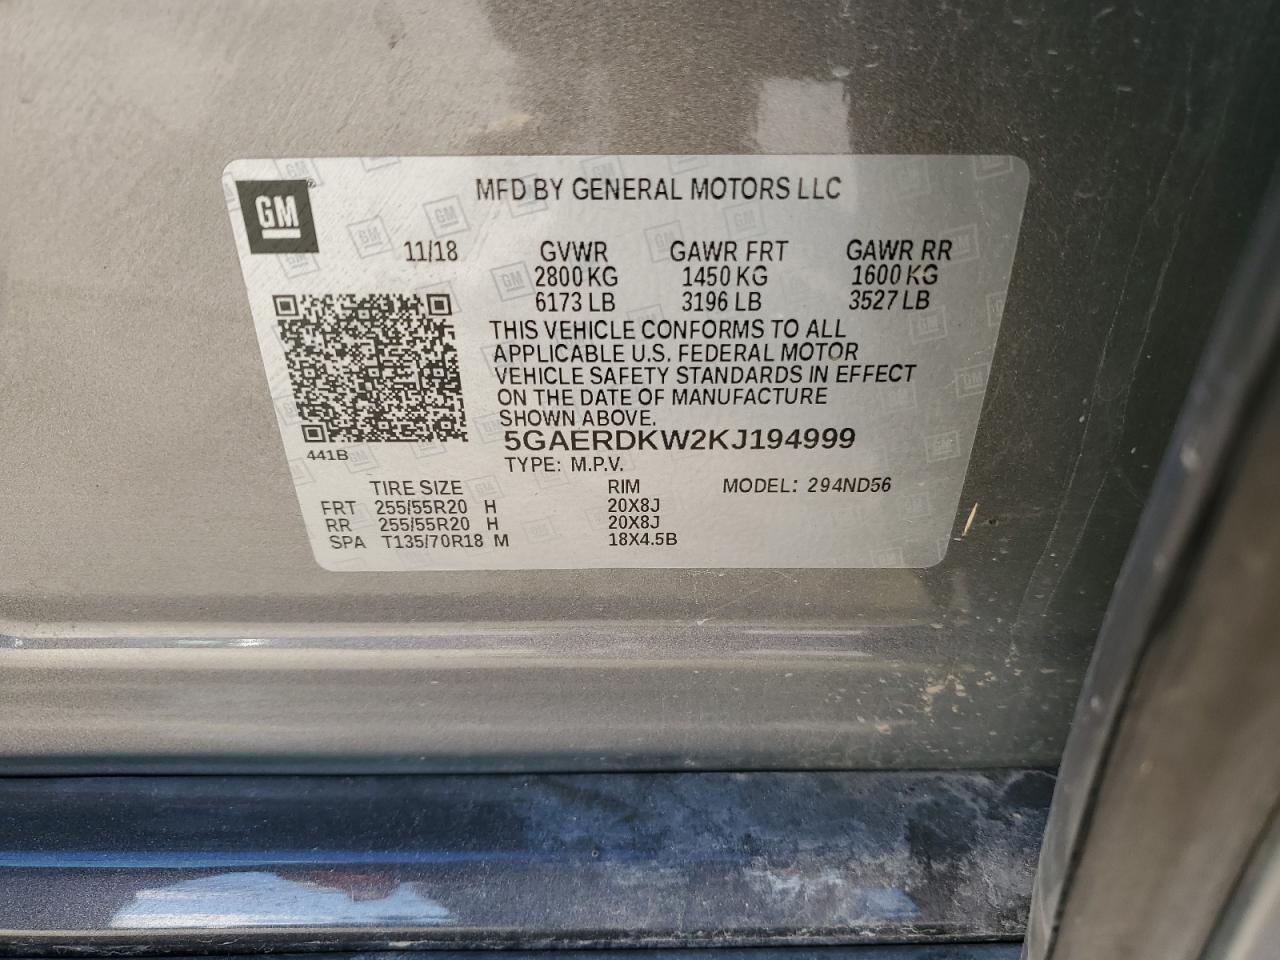 GM
MFD BY GENERAL MOTORS LLC
11/18 GVWR GAWR FRT GAWR RR
2800 KG 1450 KG 1600 KG
6173 LB 3196 LB 3527 LB
THIS VEHICLE CONFORMS TO ALL
APPLICABLE U.S. FEDERAL MOTOR
VEHICLE SAFETY STANDARDS IN EFFECT
ON THE DATE OF MANUFACTURE
SHOWN ABOVE.
5GAERDKW2KJ194999
441B
TYPE: M.P.V.
TIRE SIZE RIM MODEL: 294ND56
FRT 255/55R20 H 20X8J
RR 255/55R20 H 20X8J
SPA T135/70R18 M 18X4.5B